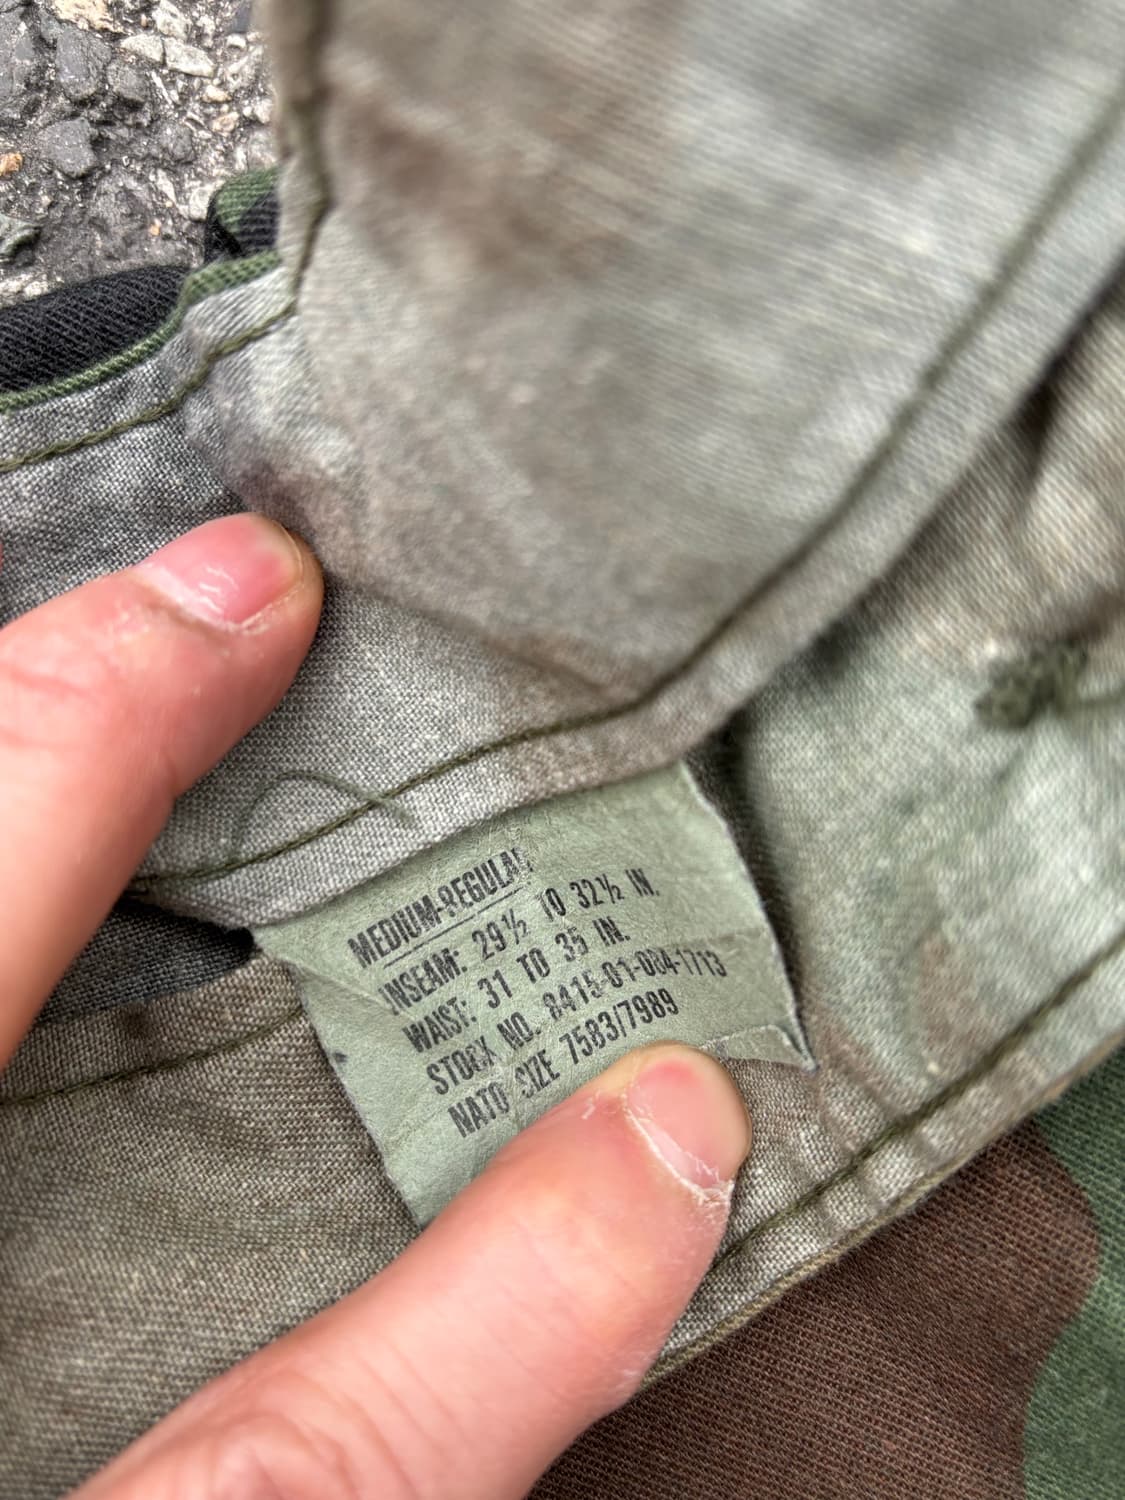 MEDIUM-REGULAR
INSEAM: 29½ TO 32½ IN.
WAIST: 31 TO 35 IN.
STOCK NO. 8415-01-084-1713
NATO SIZE 7583/7989